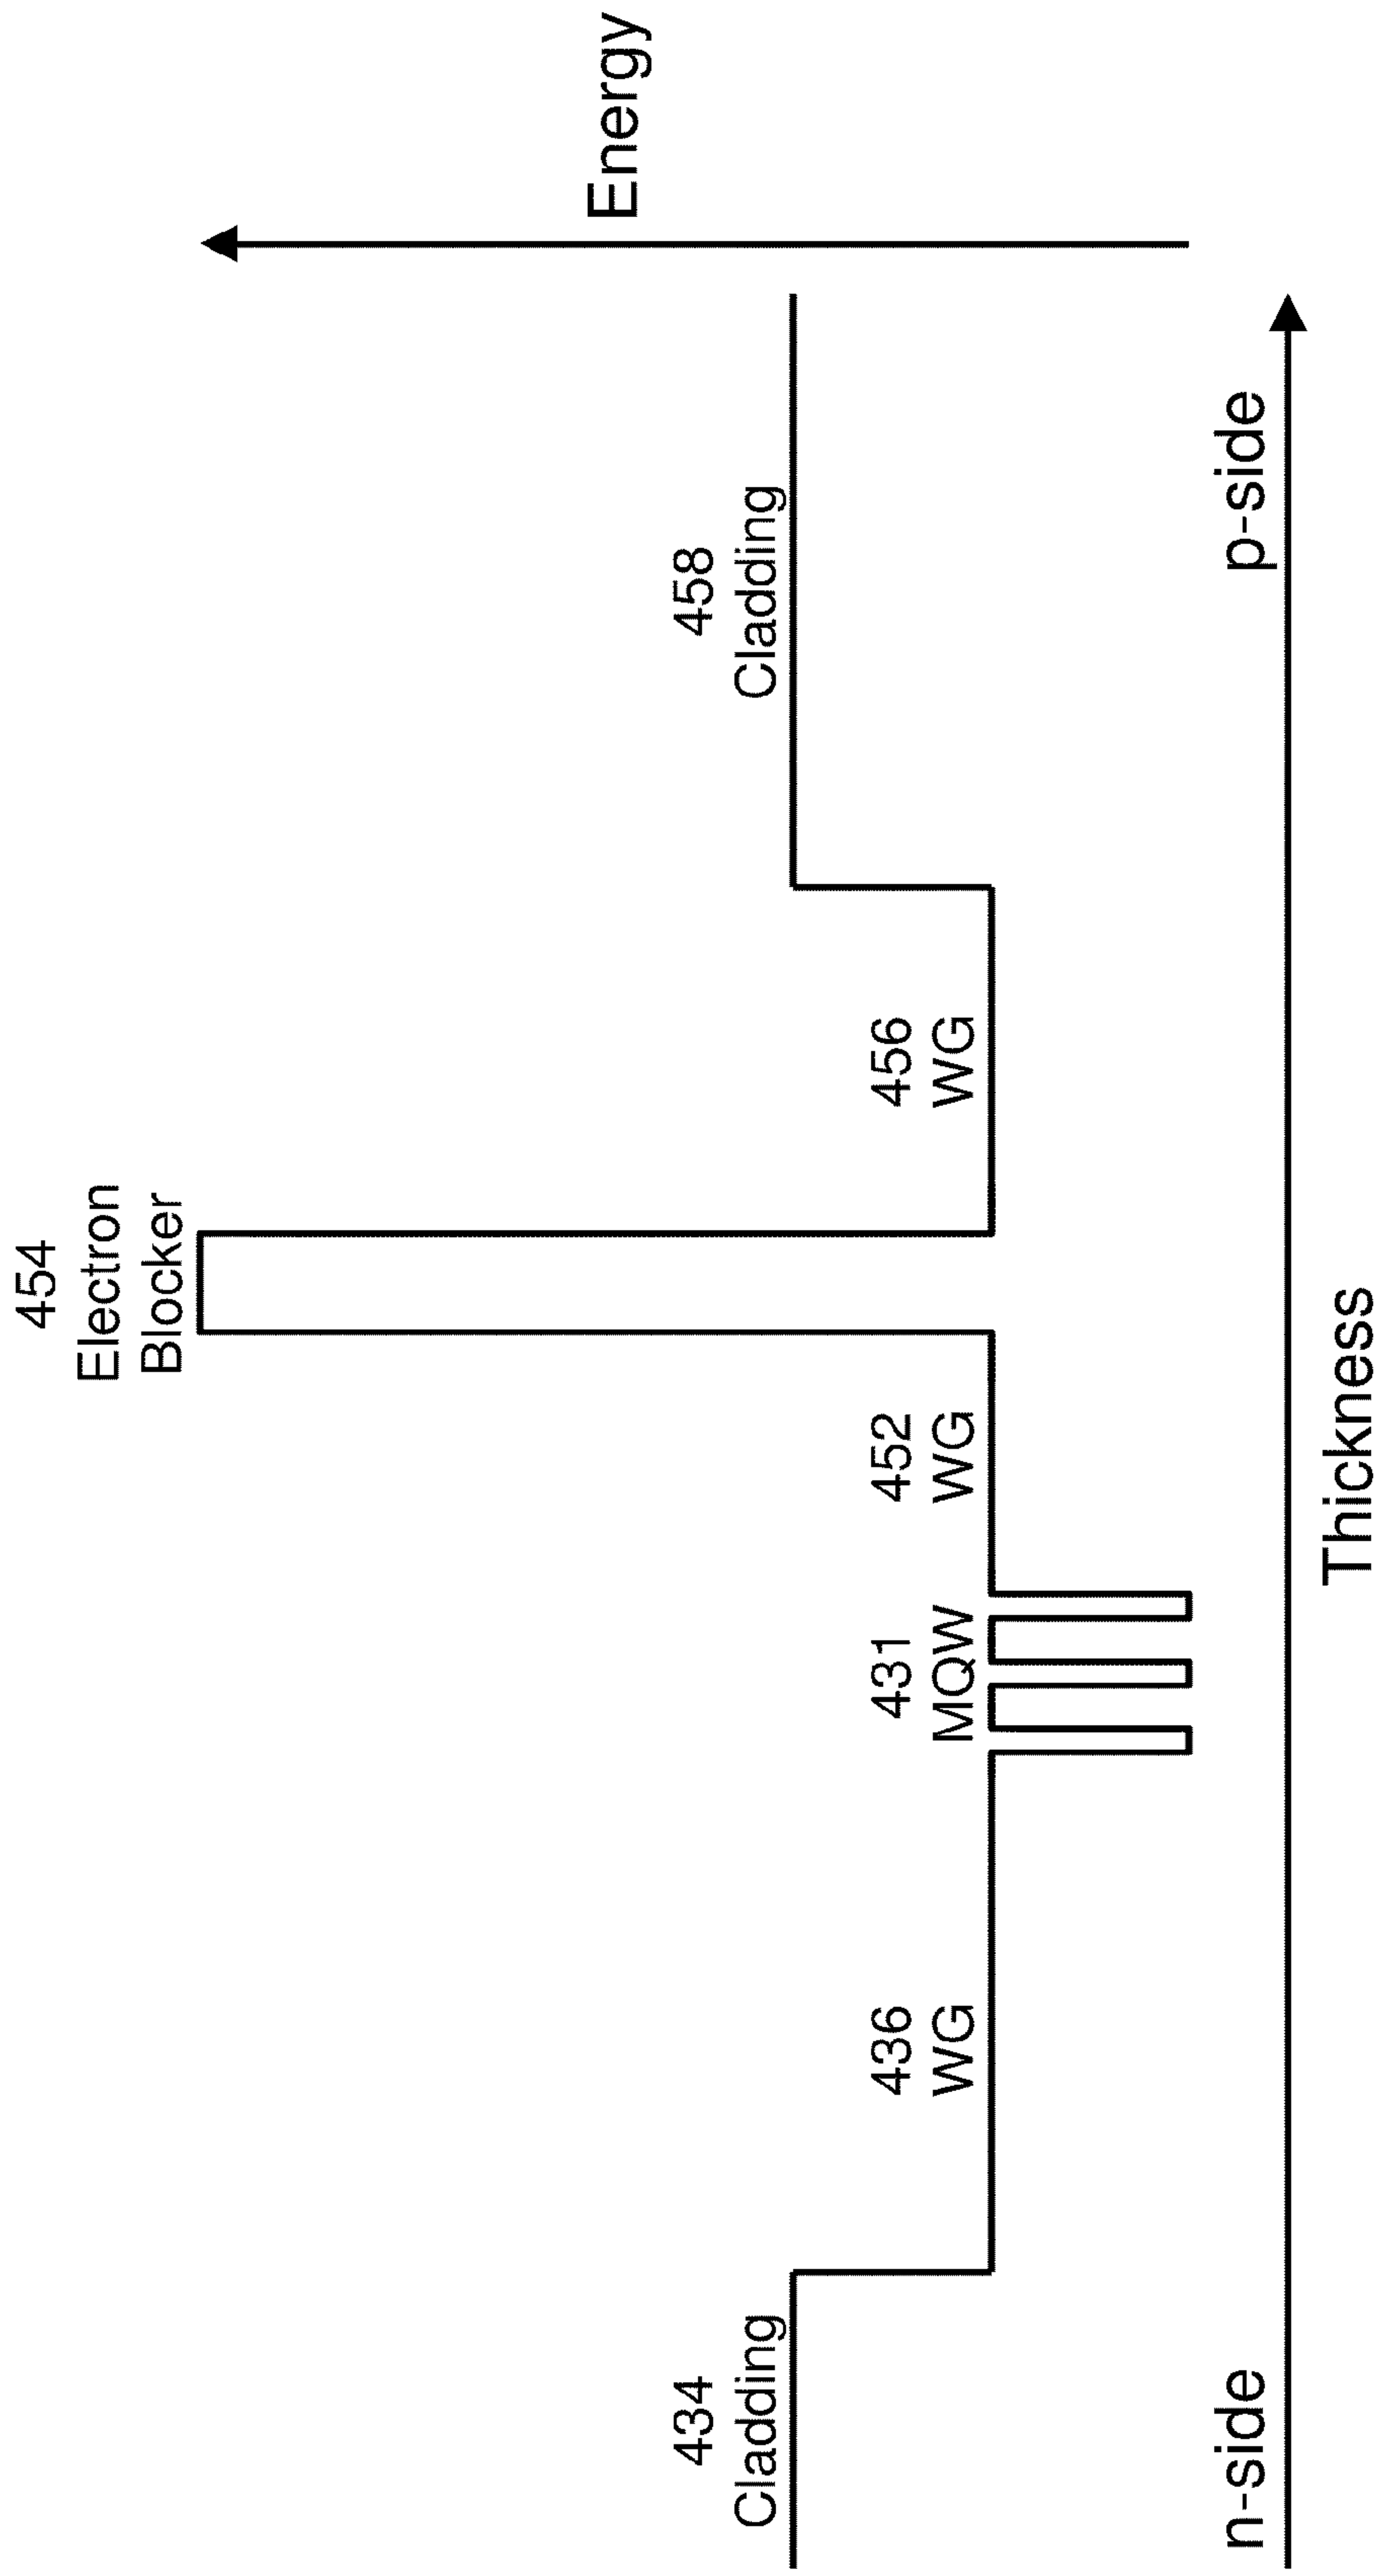 454
Electron
Blocker
Energy
434
Cladding
458
Cladding
436
WG
431
MQW
452
WG
456
WG
n-side
p-side
Thickness